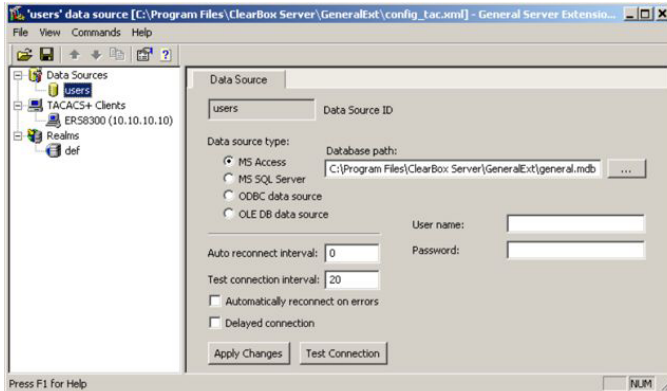 'users' data source [C:\Program Files\ClearBox Server\GeneralExt\config_tac.xml] - General Server Extensio...
File View Commands Help
Data Sources
users
TACACS+ Clients
ERS8300 (10.10.10.10)
Realms
def
Data Source
users
Data Source ID
Data source type:
MS Access
MS SQL Server
ODBC data source
OLE DB data source
Database path:
C:\Program Files\ClearBox Server\GeneralExt\general.mdb
...
User name:
Password:
Auto reconnect interval: 0
Test connection interval: 20
Automatically reconnect on errors
Delayed connection
Apply Changes
Test Connection
Press F1 for Help
NUM